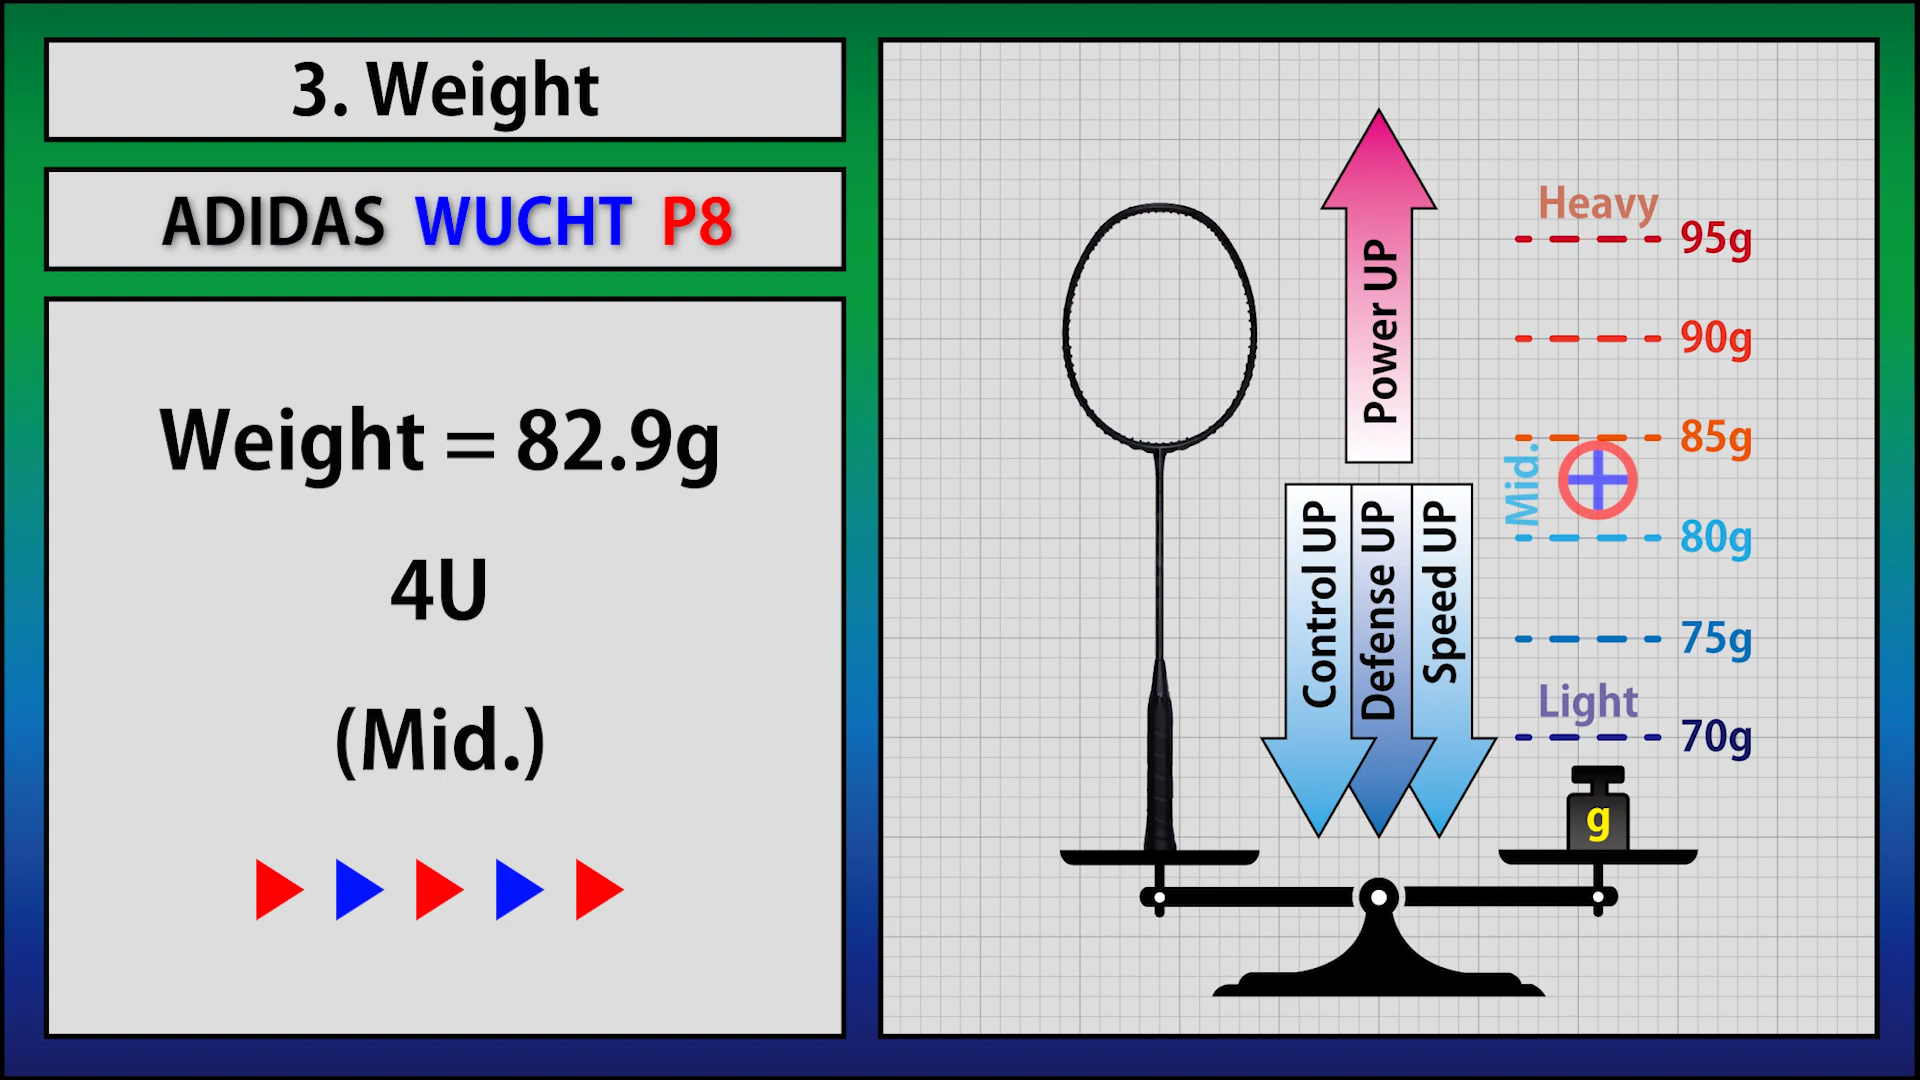 3. Weight
ADIDAS WUCHT P8
Weight = 82.9g
4U
(Mid.)
Power UP
Control UP
Defense UP
Speed UP
Heavy
95g
90g
85g
Mid.
80g
75g
Light
70g
g